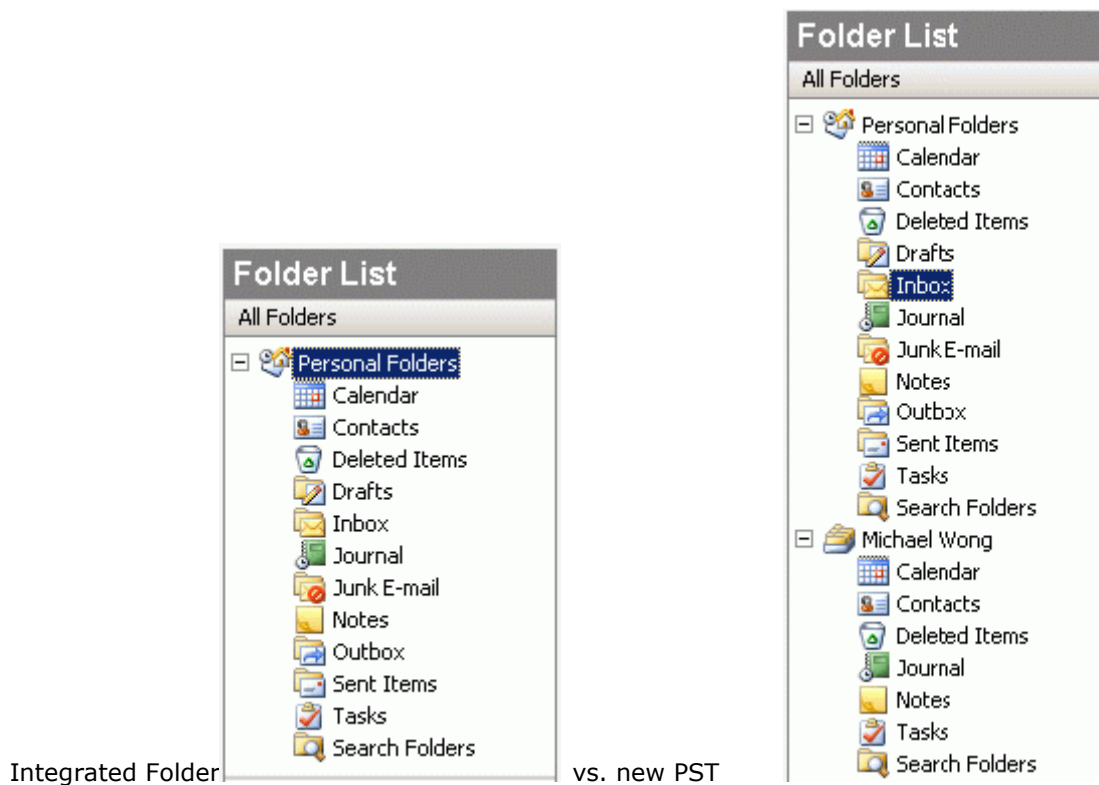 Folder List
All Folders
Personal Folders
Calendar
Contacts
Deleted Items
Drafts
Inbox
Journal
Junk E-mail
Notes
Outbox
Sent Items
Tasks
Search Folders
Integrated Folder
vs. new PST
Folder List
All Folders
Personal Folders
Calendar
Contacts
Deleted Items
Drafts
Inbox
Journal
Junk E-mail
Notes
Outbox
Sent Items
Tasks
Search Folders
Michael Wong
Calendar
Contacts
Deleted Items
Journal
Notes
Tasks
Search Folders